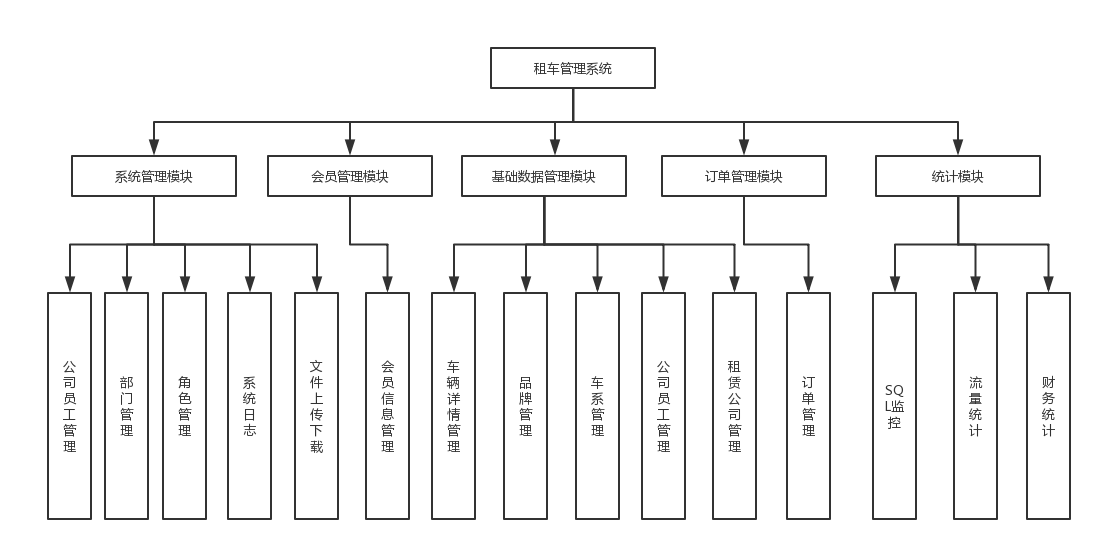 租车管理系统
系统管理模块
会员管理模块
基础数据管理模块
订单管理模块
统计模块
公司员工管理
部门管理
角色管理
系统日志
文件上传下载
会员信息管理
车辆详情管理
品牌管理
车系管理
公司员工管理
租赁公司管理
订单管理
SQ
L监
控
流量统计
财务统计